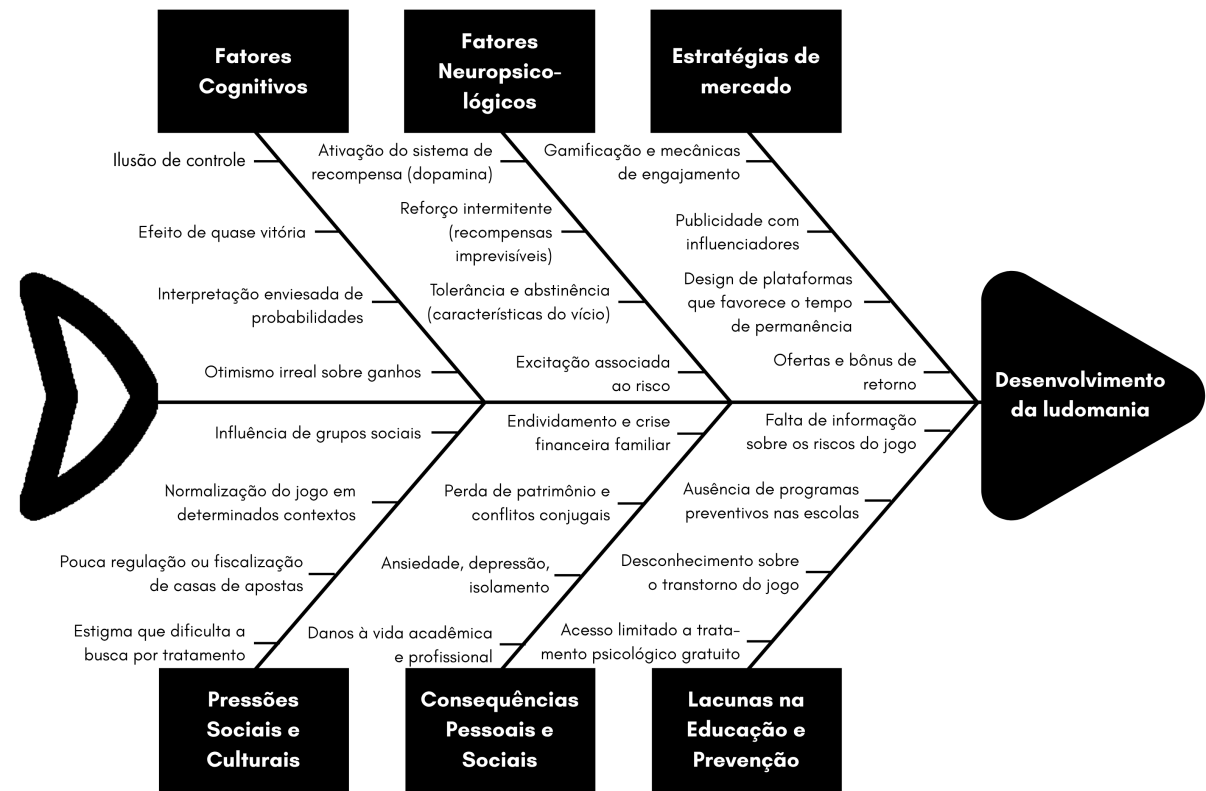 Fatores
Cognitivos
Ilusão de controle
Efeito de quase vitória
Interpretação enviesada de
probabilidades
Otimismo irreal sobre ganhos
Fatores
Neuropsico-
lógicos
Ativação do sistema de
recompensa (dopamina)
Reforço intermitente
(recompensas
imprevisíveis)
Tolerância e abstinência
(características do vício)
Excitação associada
ao risco
Estratégias de
mercado
Gamificação e mecânicas
de engajamento
Publicidade com
influenciadores
Design de plataformas
que favorece o tempo
de permanência
Ofertas e bônus de
retorno
Desenvolvimento
da ludomania
Influência de grupos sociais
Normalização do jogo em
determinados contextos
Pouca regulação ou fiscalização
de casas de apostas
Estigma que dificulta a
busca por tratamento
Pressões
Sociais e
Culturais
Endividamento e crise
financeira familiar
Perda de patrimônio e
conflitos conjugais
Ansiedade, depressão,
isolamento
Danos à vida acadêmica
e profissional
Consequências
Pessoais e
Sociais
Falta de informação
sobre os riscos do jogo
Ausência de programas
preventivos nas escolas
Desconhecimento sobre
o transtorno do jogo
Acesso limitado a trata-
mento psicológico gratuito
Lacunas na
Educação e
Prevenção